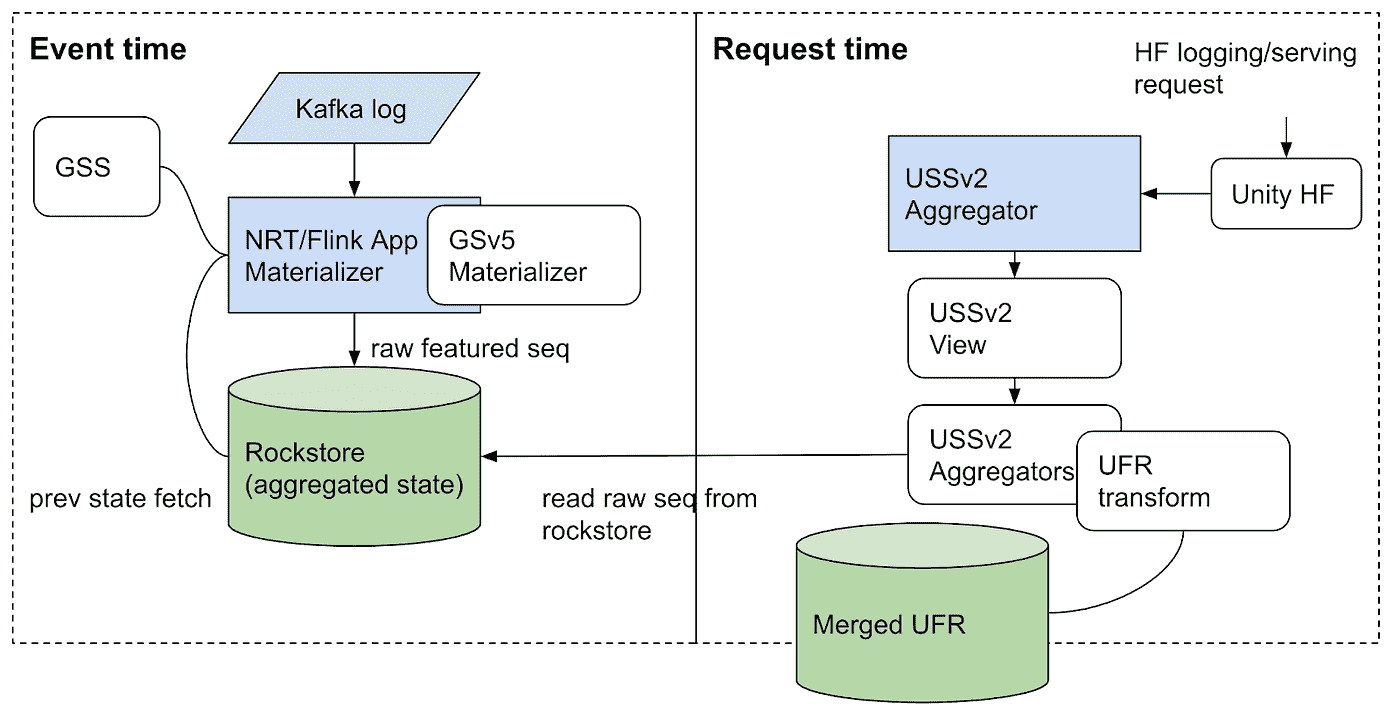 Event time
Kafka log
GSS
NRT/Flink App
Materializer
GSv5
Materializer
raw featured seq
Rockstore
(aggregated state)
prev state fetch
Request time
HF logging/serving
request
Unity HF
USSv2
Aggregator
USSv2
View
USSv2
Aggregators
UFR
transform
read raw seq from
rockstore
Merged UFR